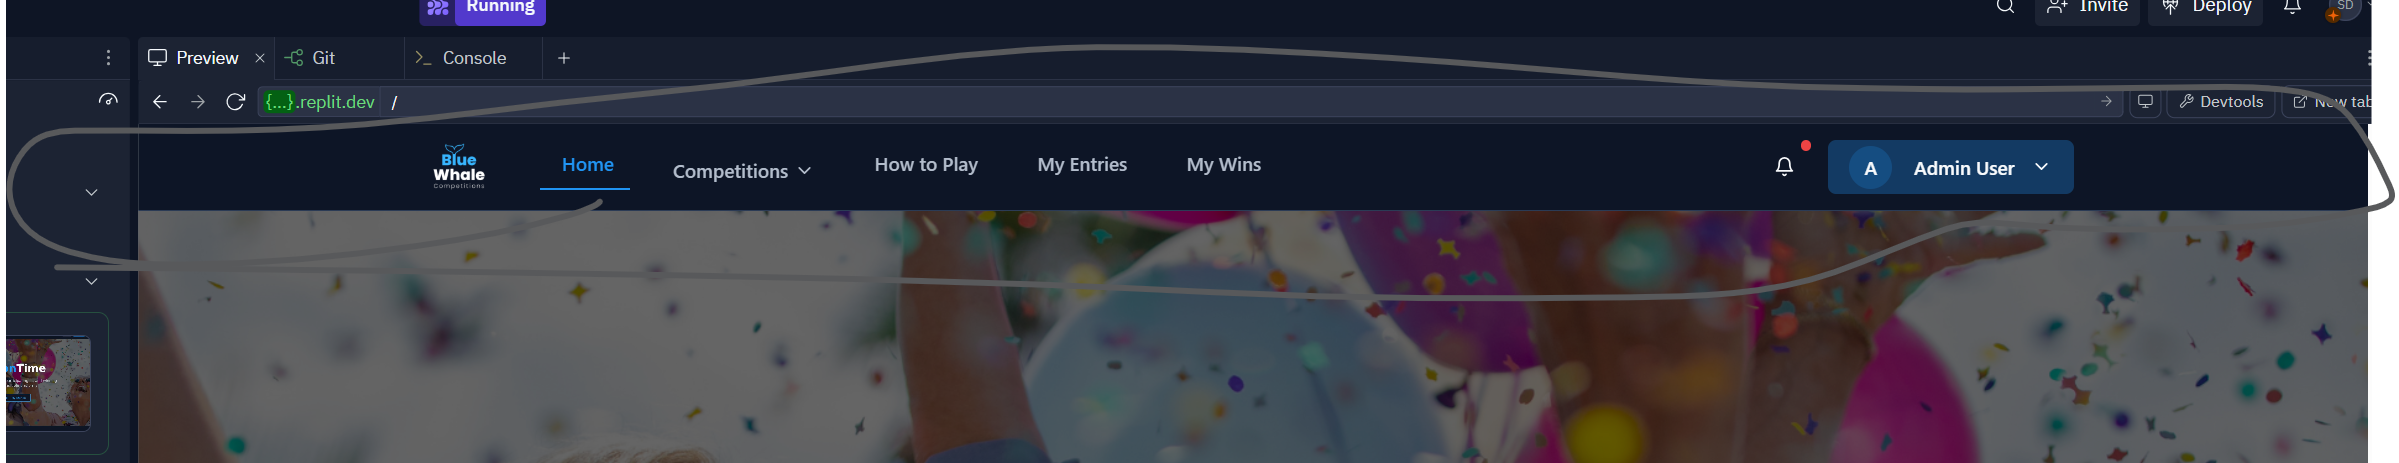 Running
Invite
Deploy
SD
Preview
Git
Console
{...}.replit.dev /
Devtools
New tab
Blue
Whale
Competitions
Home
Competitions
How to Play
My Entries
My Wins
A
Admin User
Time